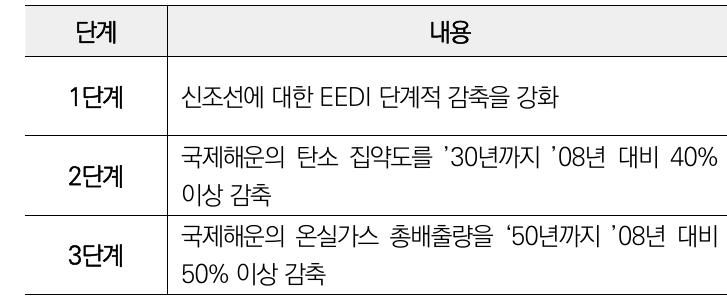 단계 내용
1단계 신조선에 대한 EEDI 단계적 감축을 강화
2단계 국제해운의 탄소 집약도를 ’30년까지 ’08년 대비 40%
이상 감축
3단계 국제해운의 온실가스 총배출량을 ‘50년까지 ’08년 대비
50% 이상 감축